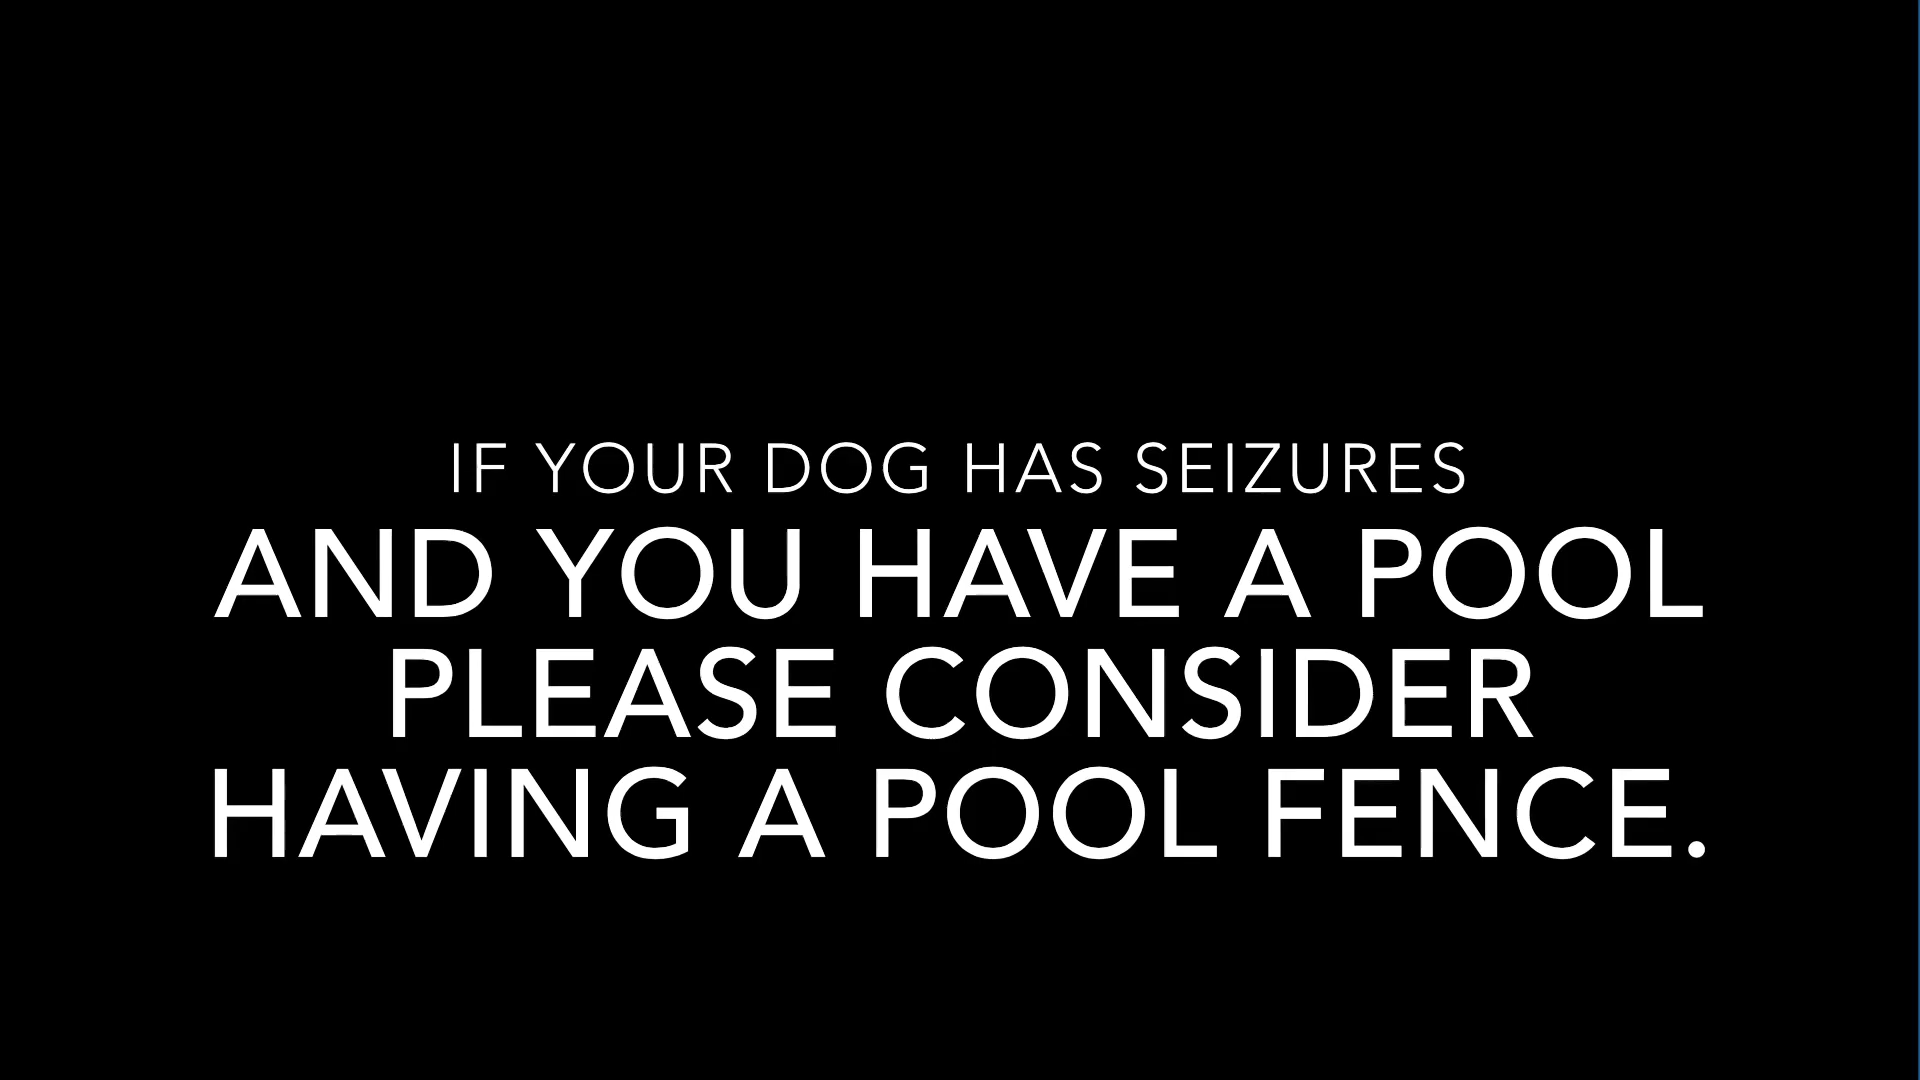 IF YOUR DOG HAS SEIZURES
AND YOU HAVE A POOL
PLEASE CONSIDER
HAVING A POOL FENCE.